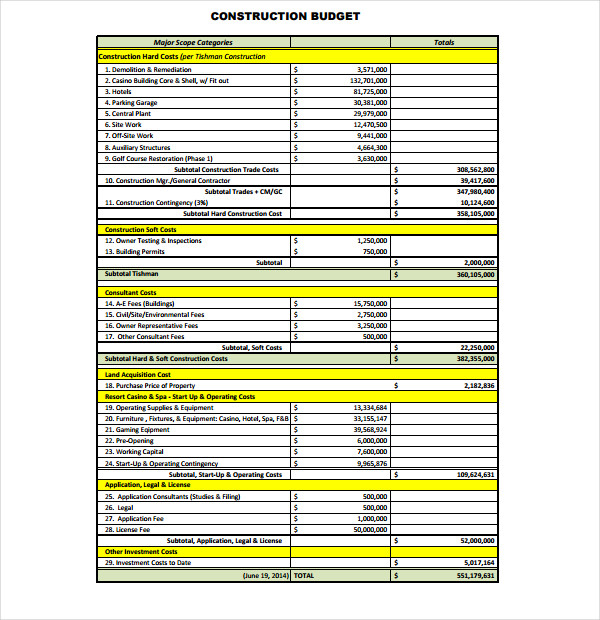 CONSTRUCTION BUDGET
Major Scope Categories Totals
Construction Hard Costs (per Tishman Construction
1. Demolition & Remediation $ 3,571,000
2. Casino Building Core & Shell, w/ Fit out $ 132,701,000
3. Hotels $ 81,725,000
4. Parking Garage $ 30,381,000
5. Central Plant $ 29,979,000
6. Site Work $ 12,470,500
7. Off-Site Work $ 9,441,000
8. Auxiliary Structures $ 4,664,300
9. Golf Course Restoration (Phase 1) $ 3,630,000
Subtotal Construction Trade Costs $ 308,562,800
10. Construction Mgr./General Contractor $ 39,417,600
Subtotal Trades + CM/GC $ 347,980,400
11. Construction Contingency (3%) $ 10,124,600
Subtotal Hard Construction Cost $ 358,105,000
Construction Soft Costs
12. Owner Testing & Inspections $ 1,250,000
13. Building Permits $ 750,000
Subtotal $ 2,000,000
Subtotal Tishman $ 360,105,000
Consultant Costs
14. A-E Fees (Buildings) $ 15,750,000
15. Civil/Site/Environmental Fees $ 2,750,000
16. Owner Representative Fees $ 3,250,000
17. Other Consultant Fees $ 500,000
Subtotal, Soft Costs $ 22,250,000
Subtotal Hard & Soft Construction Costs $ 382,355,000
Land Acquisition Cost
18. Purchase Price of Property $ 2,182,836
Resort Casino & Spa - Start Up & Operating Costs
19. Operating Supplies & Equipment $ 13,334,684
20. Furniture , Fixtures, & Equipment: Casino, Hotel, Spa, F&B $ 33,155,147
21. Gaming Eqipment $ 39,568,924
22. Pre-Opening $ 6,000,000
23. Working Capital $ 7,600,000
24. Start-Up & Operating Contingency $ 9,965,876
Subtotal, Start-Up & Operating Costs $ 109,624,631
Application, Legal & License
25. Application Consultants (Studies & Filing) $ 500,000
26. Legal $ 500,000
27. Application Fee $ 1,000,000
28. License Fee $ 50,000,000
Subtotal, Application, Legal & License $ 52,000,000
Other Investment Costs
29. Investment Costs to Date $ 5,017,164
(June 19, 2014) TOTAL $ 551,179,631